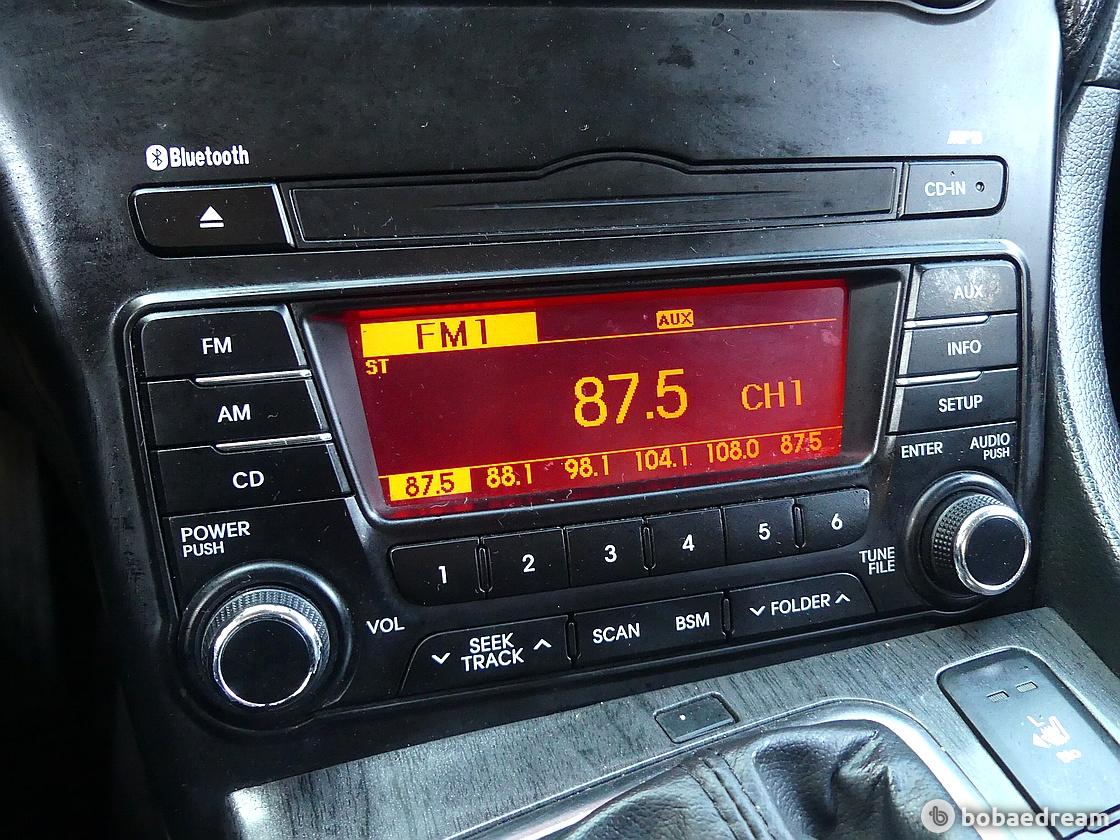 Bluetooth
MP3
CD-IN
FM
AM
CD
POWER
PUSH
VOL
FM1
AUX
ST
87.5 CH1
87.5 88.1 98.1 104.1 108.0 87.5
1 2 3 4 5 6
SEEK
TRACK
SCAN BSM
FOLDER
AUX
INFO
SETUP
ENTER
AUDIO
PUSH
TUNE
FILE
bobaedream